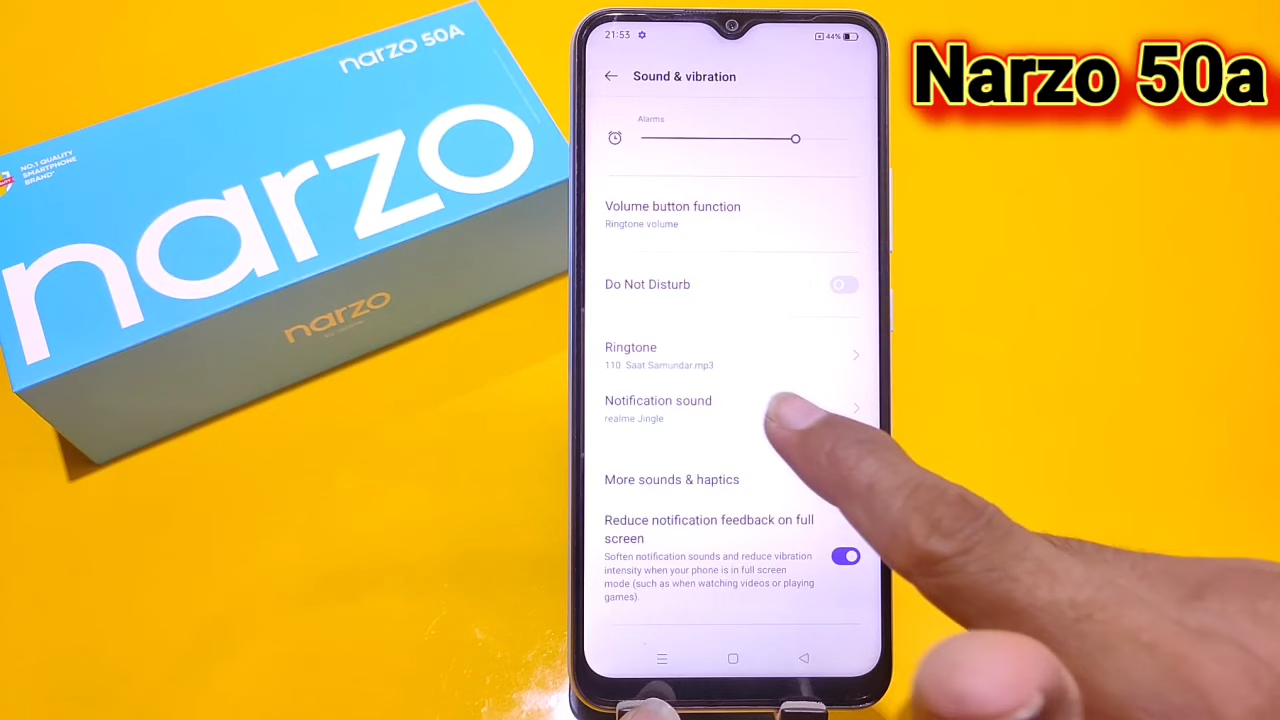 narzo 50A
NO.1 QUALITY
SMARTPHONE
BRAND*
narzo
narzo
Narzo 50a
21:53
44%
Sound & vibration
Alarms
Volume button function
Ringtone volume
Do Not Disturb
Ringtone
110 Saat Samundar.mp3
Notification sound
realme Jingle
More sounds & haptics
Reduce notification feedback on full
screen
Soften notification sounds and reduce vibration
intensity when your phone is in full screen
mode (such as when watching videos or playing
games).